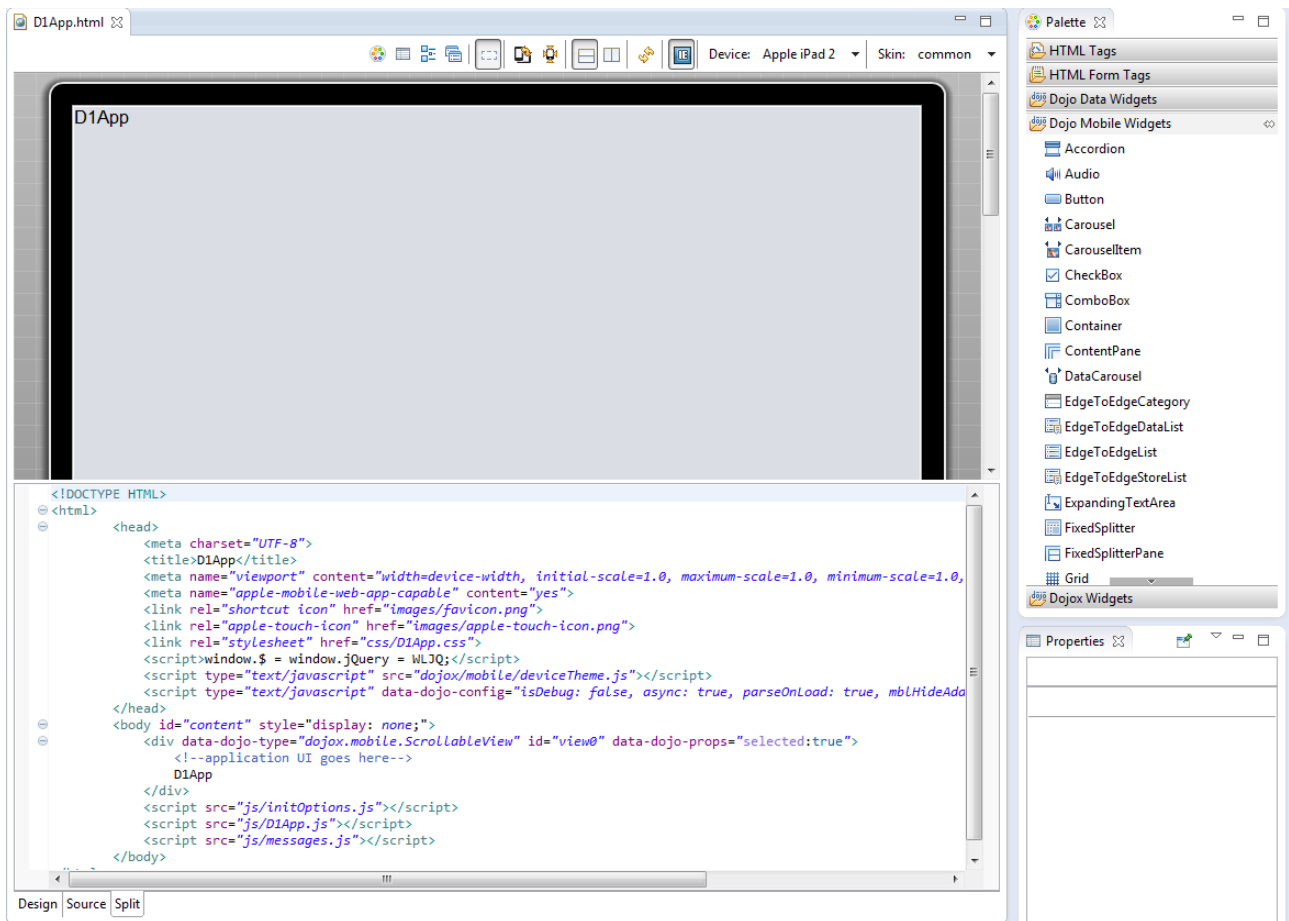 D1App.html
Device: Apple iPad 2 Skin: common
D1App
<!DOCTYPE HTML>
<html>
<head>
<meta charset="UTF-8">
<title>D1App</title>
<meta name="viewport" content="width=device-width, initial-scale=1.0, maximum-scale=1.0, minimum-scale=1.0,
<meta name="apple-mobile-web-app-capable" content="yes">
<link rel="shortcut icon" href="images/favicon.png">
<link rel="apple-touch-icon" href="images/apple-touch-icon.png">
<link rel="stylesheet" href="css/D1App.css">
<script>window.$ = window.jQuery = WLJQ;</script>
<script type="text/javascript" src="dojox/mobile/deviceTheme.js"></script>
<script type="text/javascript" data-dojo-config="isDebug: false, async: true, parseOnLoad: true, mblHideAdd
</head>
<body id="content" style="display: none;">
<div data-dojo-type="dojox.mobile.ScrollableView" id="view0" data-dojo-props="selected:true">
<!--application UI goes here-->
D1App
</div>
<script src="js/initOptions.js"></script>
<script src="js/D1App.js"></script>
<script src="js/messages.js"></script>
</body>
Design Source Split
Palette
HTML Tags
HTML Form Tags
Dojo Data Widgets
Dojo Mobile Widgets
Accordion
Audio
Button
Carousel
CarouselItem
CheckBox
ComboBox
Container
ContentPane
DataCarousel
EdgeToEdgeCategory
EdgeToEdgeDataList
EdgeToEdgeList
EdgeToEdgeStoreList
ExpandingTextArea
FixedSplitter
FixedSplitterPane
Grid
Dojox Widgets
Properties